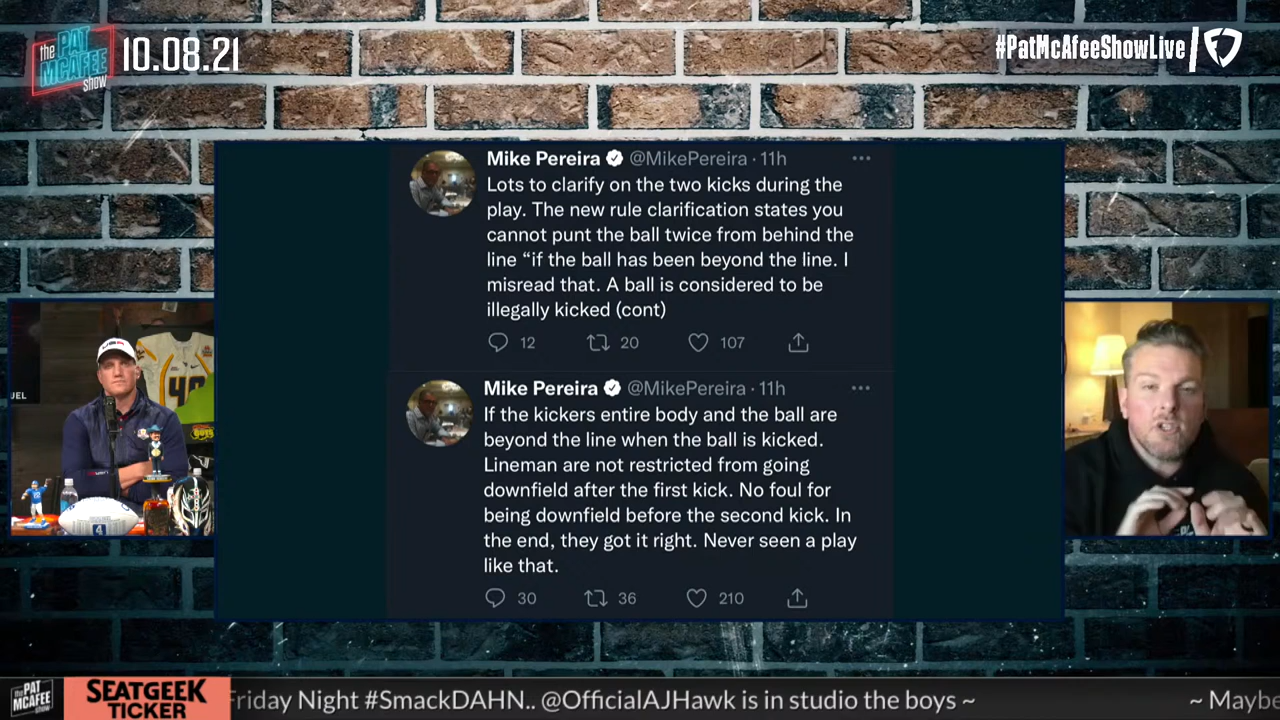 the PAT MCAFEE show
10.08.21
#PatMcAfeeShowLive
Mike Pereira @MikePereira · 11h
Lots to clarify on the two kicks during the
play. The new rule clarification states you
cannot punt the ball twice from behind the
line “if the ball has been beyond the line. I
misread that. A ball is considered to be
illegally kicked (cont)
12 20 107
Mike Pereira @MikePereira · 11h
If the kickers entire body and the ball are
beyond the line when the ball is kicked.
Lineman are not restricted from going
downfield after the first kick. No foul for
being downfield before the second kick. In
the end, they got it right. Never seen a play
like that.
30 36 210
JEL
4
the PAT MCAFEE show
SEATGEEK
TICKER
Friday Night #SmackDAHN.. @OfficialAJHawk is in studio the boys ~
~ Maybe